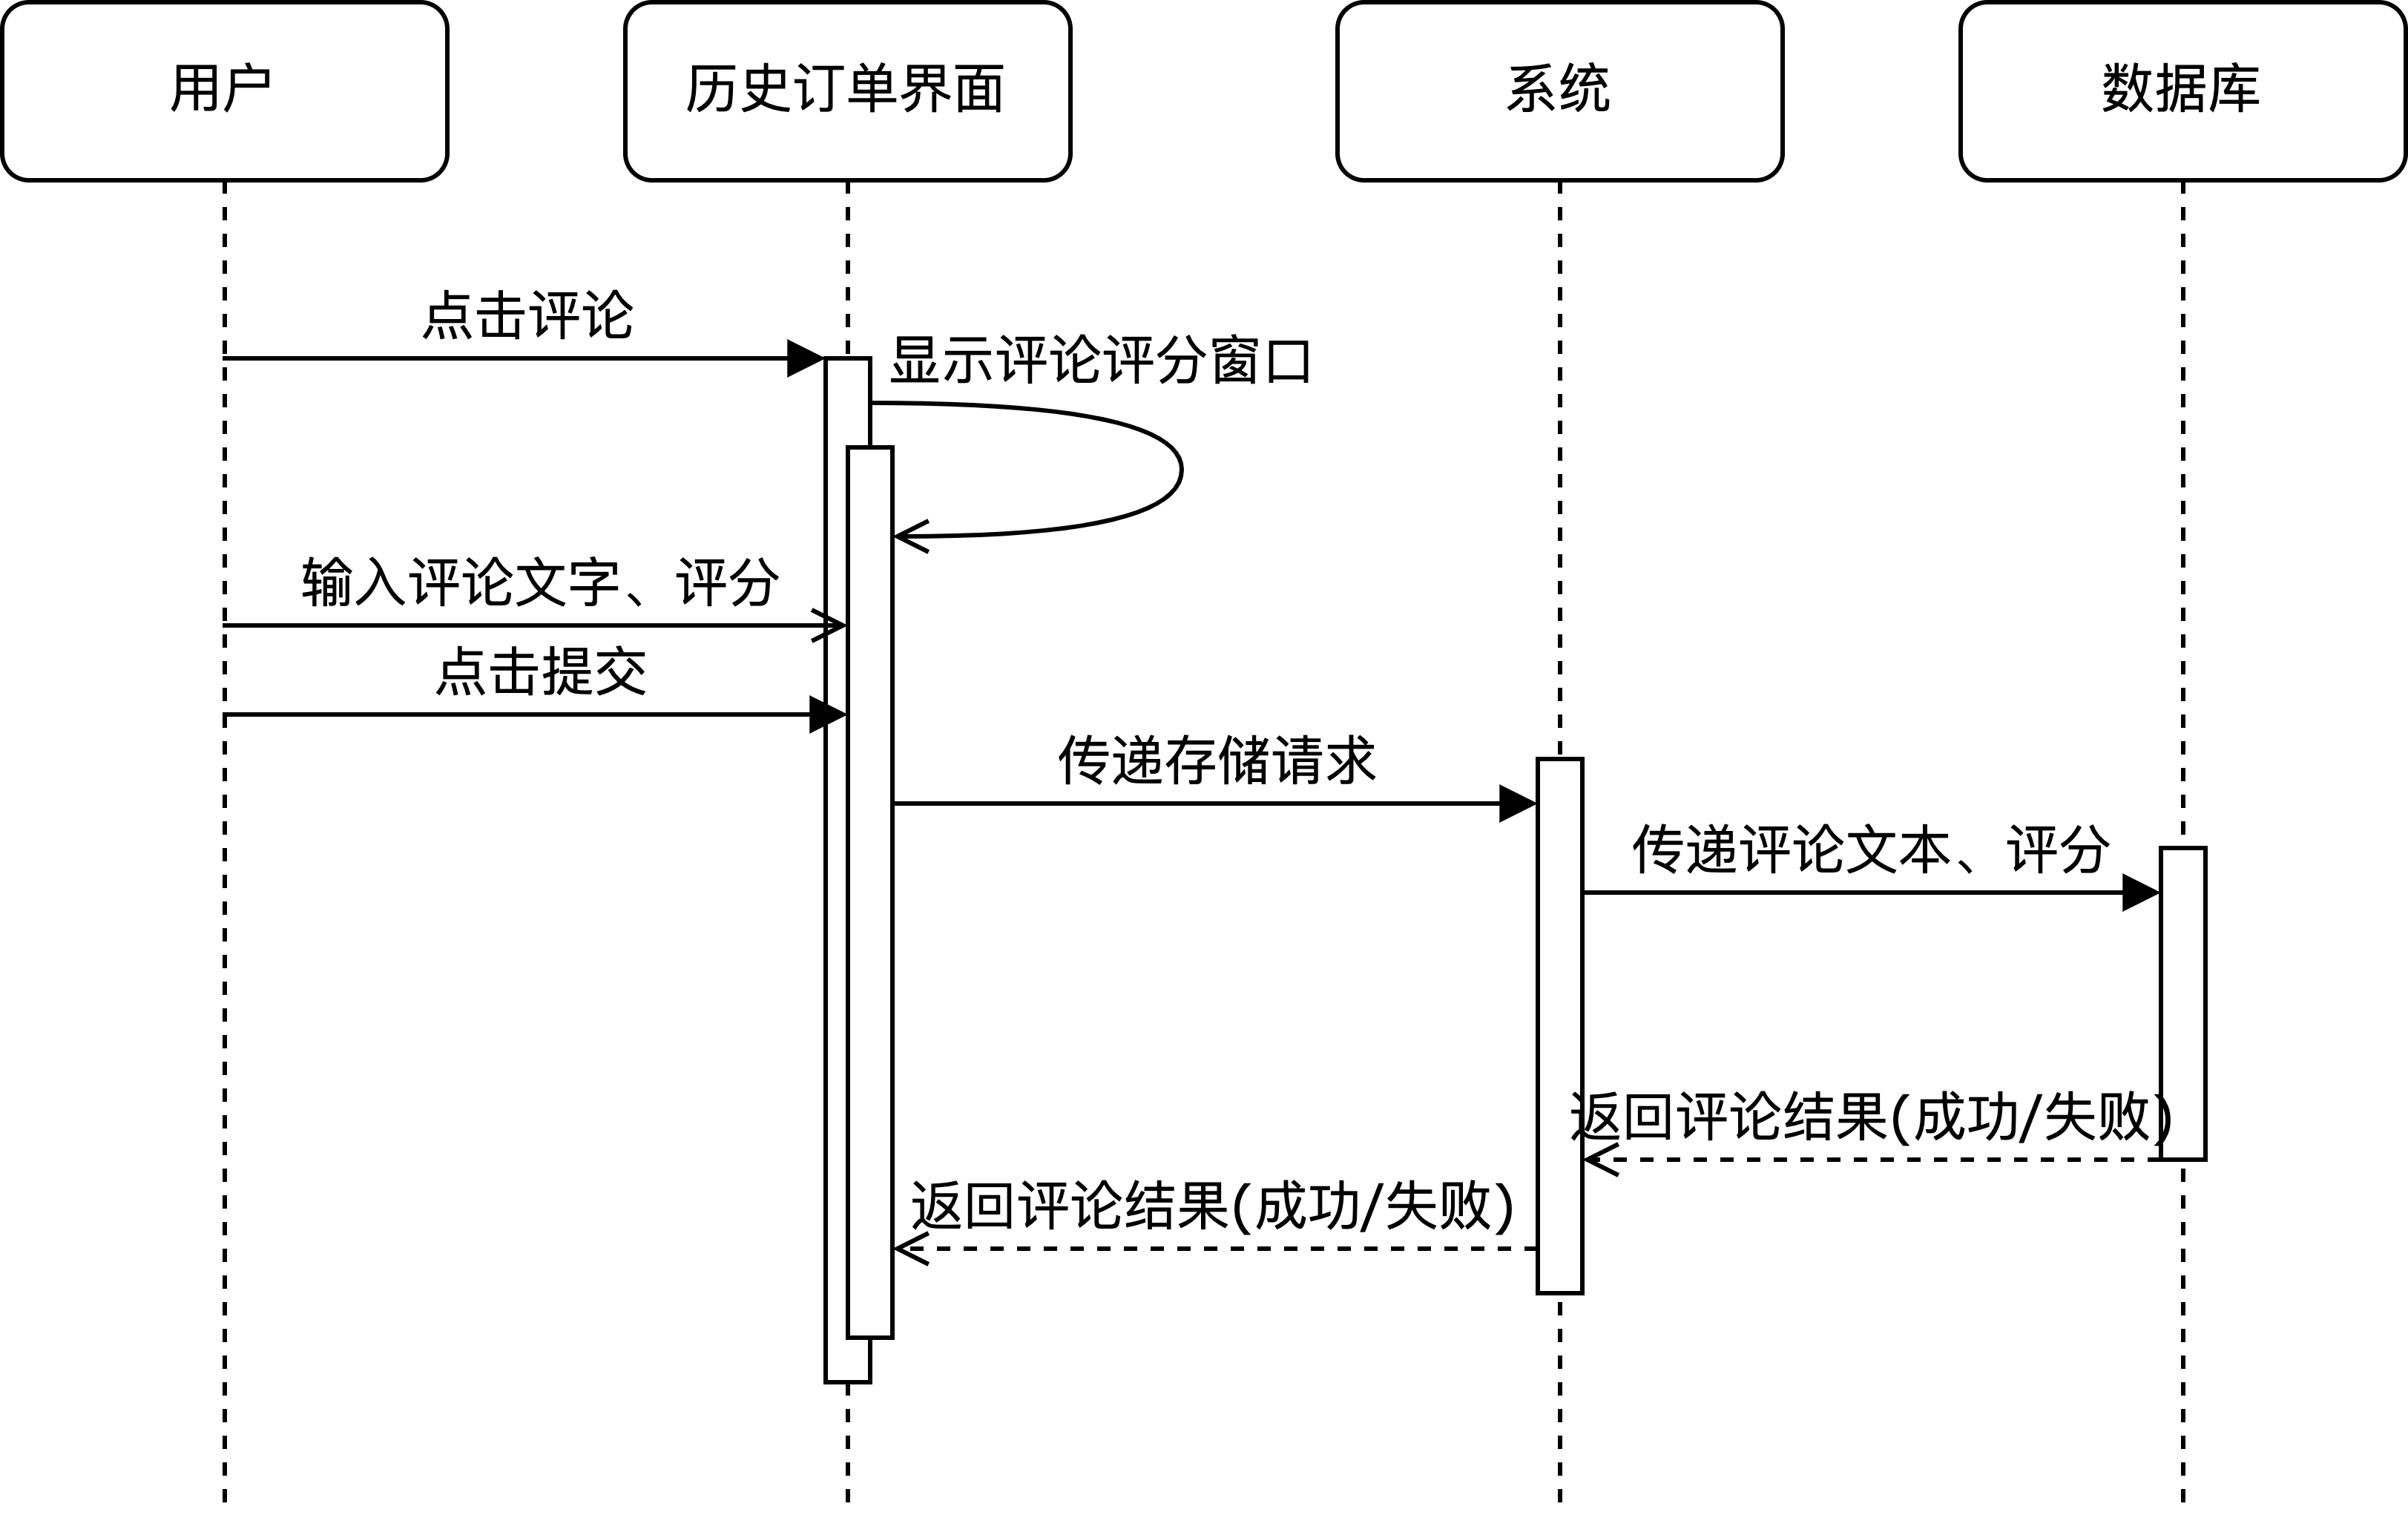 用户
历史订单界面
系统
数据库
点击评论
显示评论评分窗口
输入评论文字、评分
点击提交
传递存储请求
传递评论文本、评分
返回评论结果(成功/失败)
返回评论结果(成功/失败)